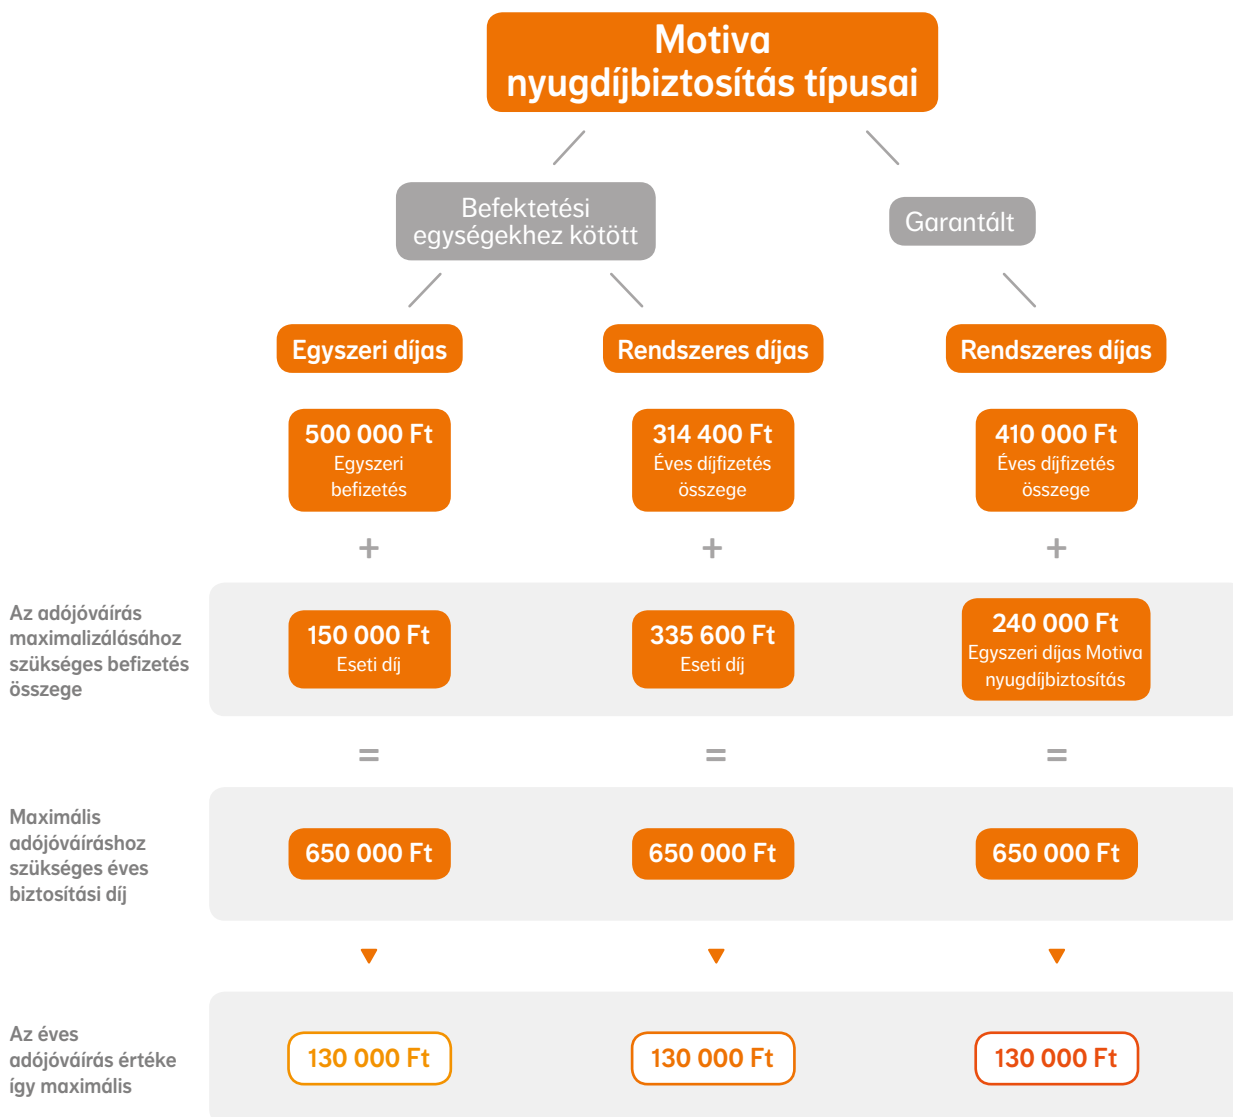 Motiva
nyugdíjbiztosítás típusai
Befektetési
egységekhez kötött
Garantált
Egyszeri díjas
Rendszeres díjas
Rendszeres díjas
500 000 Ft
Egyszeri
befizetés
314 400 Ft
Éves díjfizetés
összege
410 000 Ft
Éves díjfizetés
összege
+
+
+
Az adójóváírás
maximalizálásához
szükséges befizetés
összege
150 000 Ft
Eseti díj
335 600 Ft
Eseti díj
240 000 Ft
Egyszeri díjas Motiva
nyugdíjbiztosítás
=
=
=
Maximális
adójóváíráshoz
szükséges éves
biztosítási díj
650 000 Ft
650 000 Ft
650 000 Ft
Az éves
adójóváírás értéke
így maximális
130 000 Ft
130 000 Ft
130 000 Ft